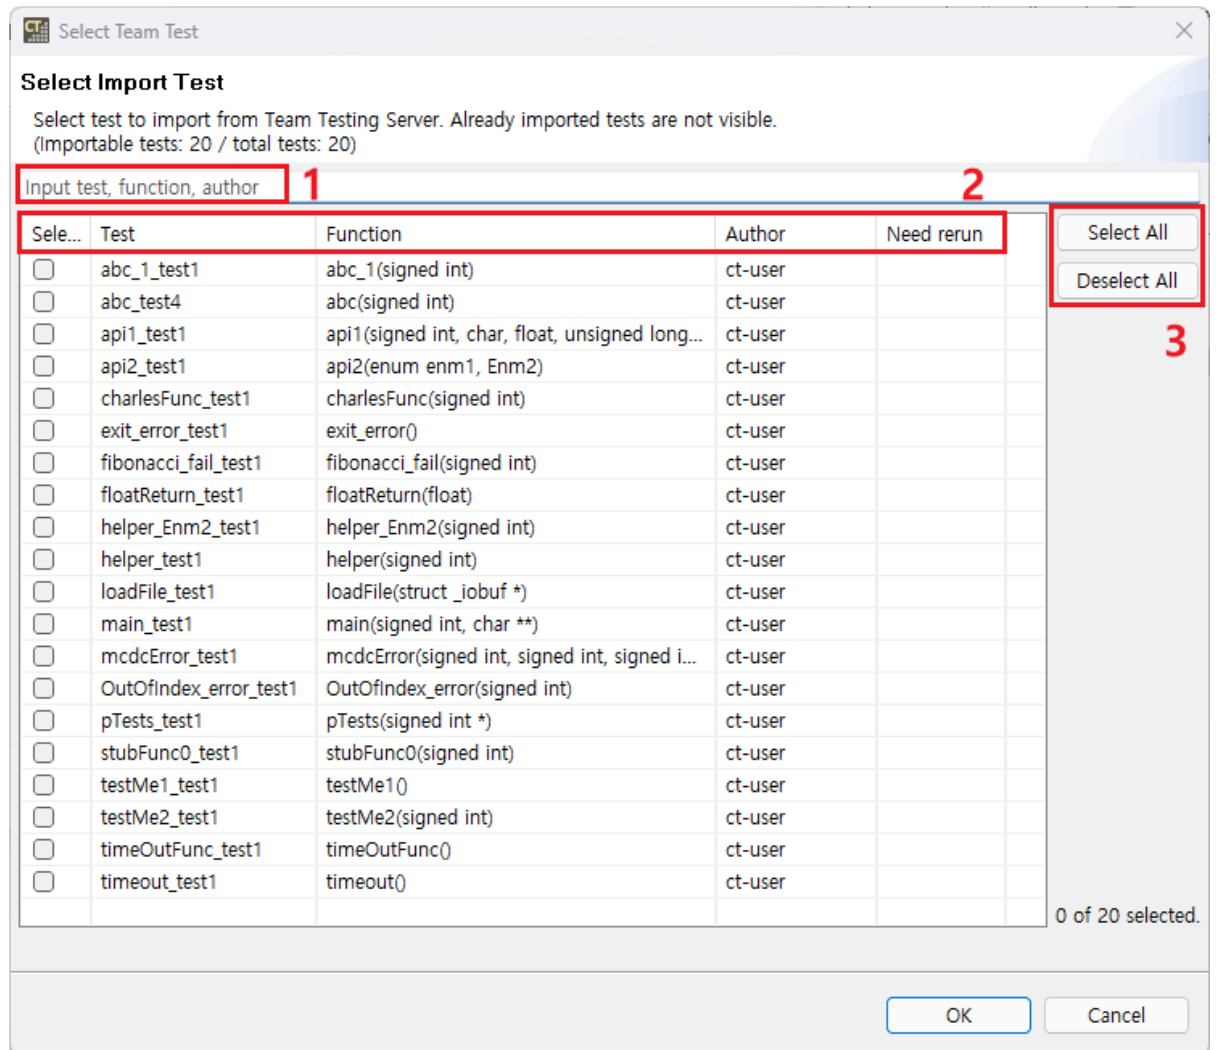 CT
Select Team Test
Select Import Test
Select test to import from Team Testing Server. Already imported tests are not visible.
(Importable tests: 20 / total tests: 20)
Input test, function, author 1 2
Sele... Test Function Author Need rerun Select All
abc_1_test1 abc_1(signed int) ct-user Deselect All
abc_test4 abc(signed int) ct-user
api1_test1 api1(signed int, char, float, unsigned long... ct-user 3
api2_test1 api2(enum enm1, Enm2) ct-user
charlesFunc_test1 charlesFunc(signed int) ct-user
exit_error_test1 exit_error() ct-user
fibonacci_fail_test1 fibonacci_fail(signed int) ct-user
floatReturn_test1 floatReturn(float) ct-user
helper_Enm2_test1 helper_Enm2(signed int) ct-user
helper_test1 helper(signed int) ct-user
loadFile_test1 loadFile(struct _iobuf *) ct-user
main_test1 main(signed int, char **) ct-user
mcdcError_test1 mcdcError(signed int, signed int, signed i... ct-user
OutOfIndex_error_test1 OutOfIndex_error(signed int) ct-user
pTests_test1 pTests(signed int *) ct-user
stubFunc0_test1 stubFunc0(signed int) ct-user
testMe1_test1 testMe1() ct-user
testMe2_test1 testMe2(signed int) ct-user
timeOutFunc_test1 timeOutFunc() ct-user
timeout_test1 timeout() ct-user
0 of 20 selected.
OK Cancel